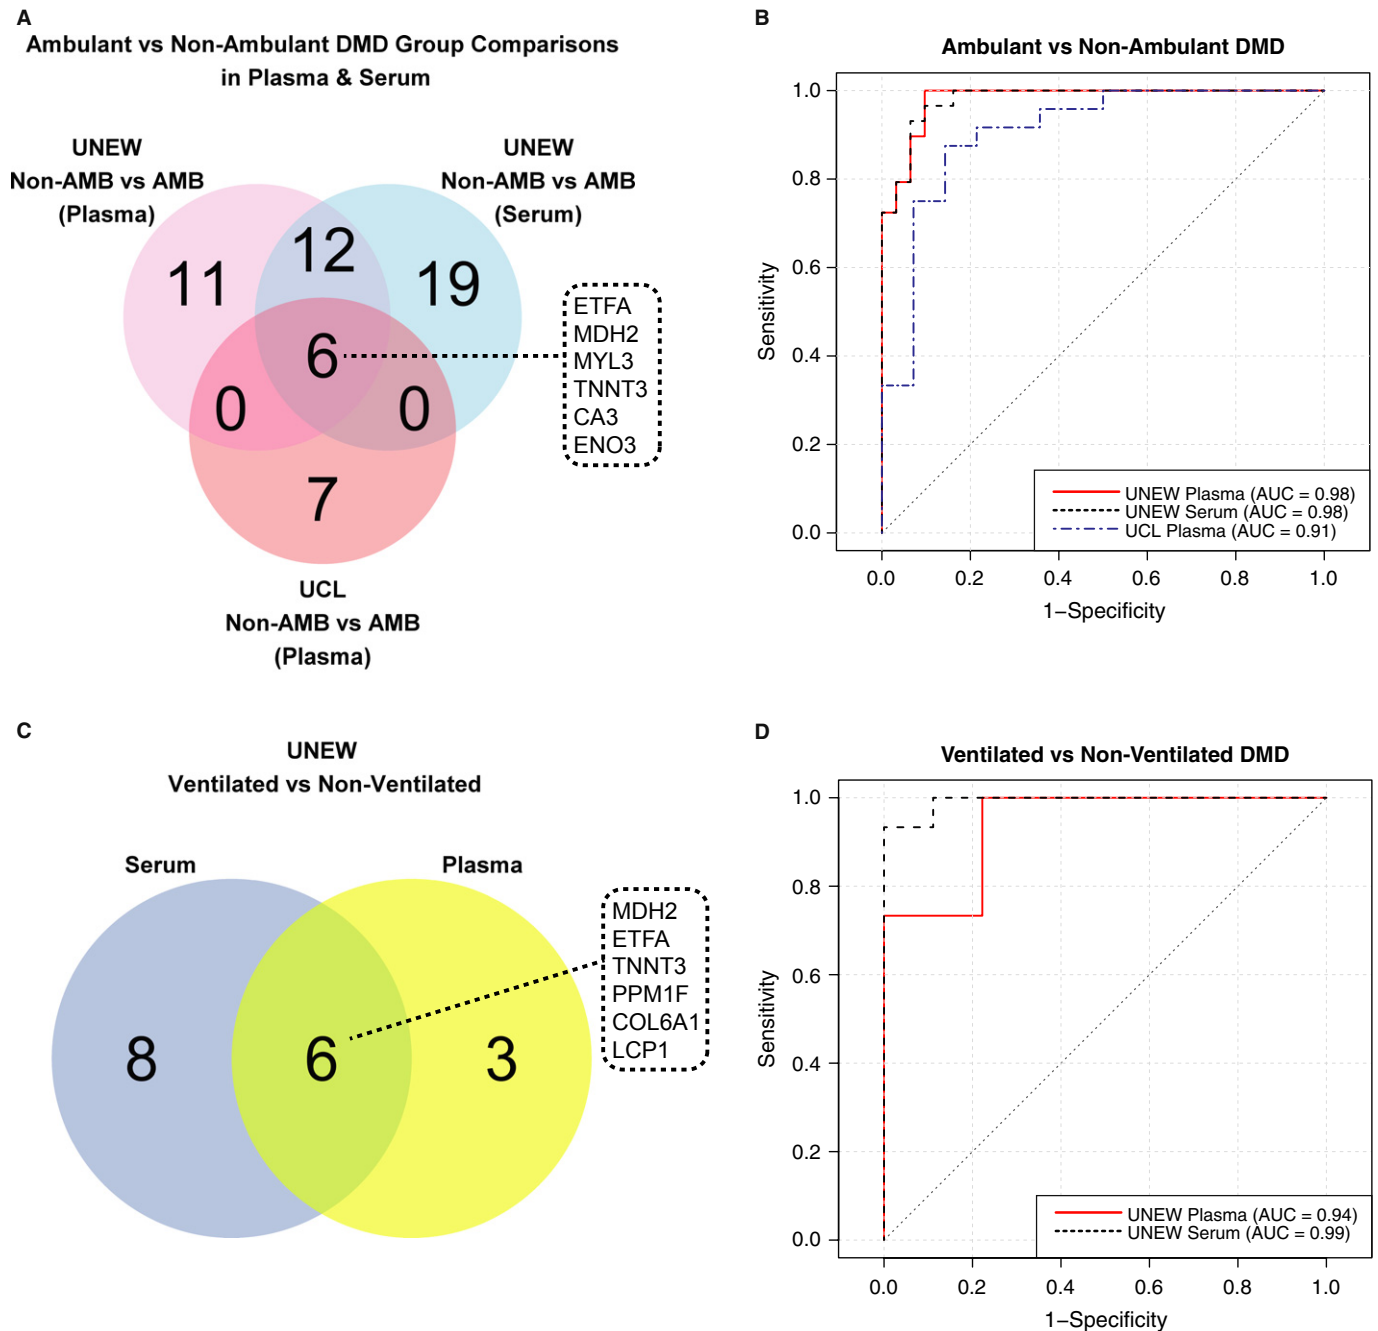 A
Ambulant vs Non-Ambulant DMD Group Comparisons
in Plasma & Serum
UNEW
Non-AMB vs AMB
(Plasma)
UNEW
Non-AMB vs AMB
(Serum)
11
12
19
6
0
0
7
ETFA
MDH2
MYL3
TNNT3
CA3
ENO3
UCL
Non-AMB vs AMB
(Plasma)
B
Ambulant vs Non-Ambulant DMD
Sensitivity
1.0
0.8
0.6
0.4
0.2
0.0
UNEW Plasma (AUC = 0.98)
UNEW Serum (AUC = 0.98)
UCL Plasma (AUC = 0.91)
0.0 0.2 0.4 0.6 0.8 1.0
1−Specificity
C
UNEW
Ventilated vs Non-Ventilated
Serum
Plasma
8
6
3
MDH2
ETFA
TNNT3
PPM1F
COL6A1
LCP1
D
Ventilated vs Non-Ventilated DMD
Sensitivity
1.0
0.8
0.6
0.4
0.2
0.0
UNEW Plasma (AUC = 0.94)
UNEW Serum (AUC = 0.99)
0.0 0.2 0.4 0.6 0.8 1.0
1−Specificity